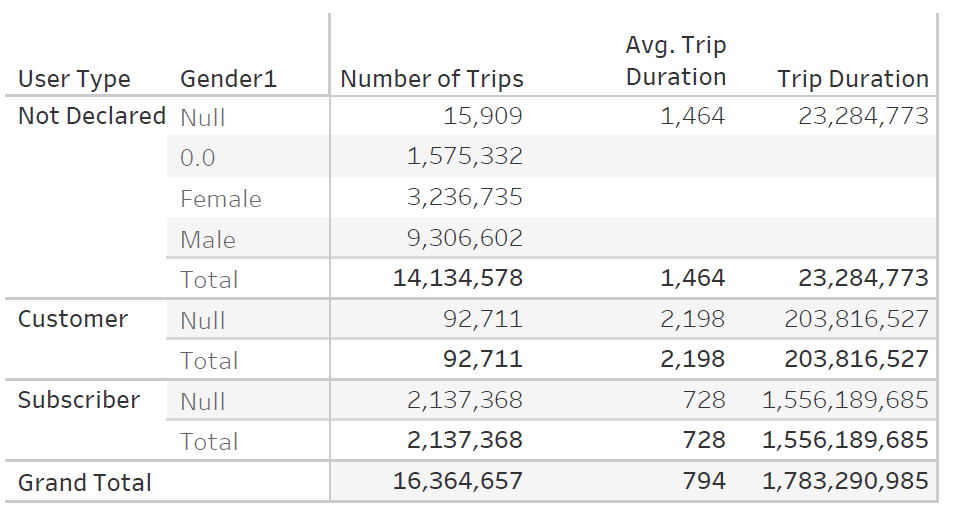 Avg. Trip
User Type Gender1 Number of Trips Duration Trip Duration
Not Declared Null 15,909 1,464 23,284,773
0.0 1,575,332
Female 3,236,735
Male 9,306,602
Total 14,134,578 1,464 23,284,773
Customer Null 92,711 2,198 203,816,527
Total 92,711 2,198 203,816,527
Subscriber Null 2,137,368 728 1,556,189,685
Total 2,137,368 728 1,556,189,685
Grand Total 16,364,657 794 1,783,290,985